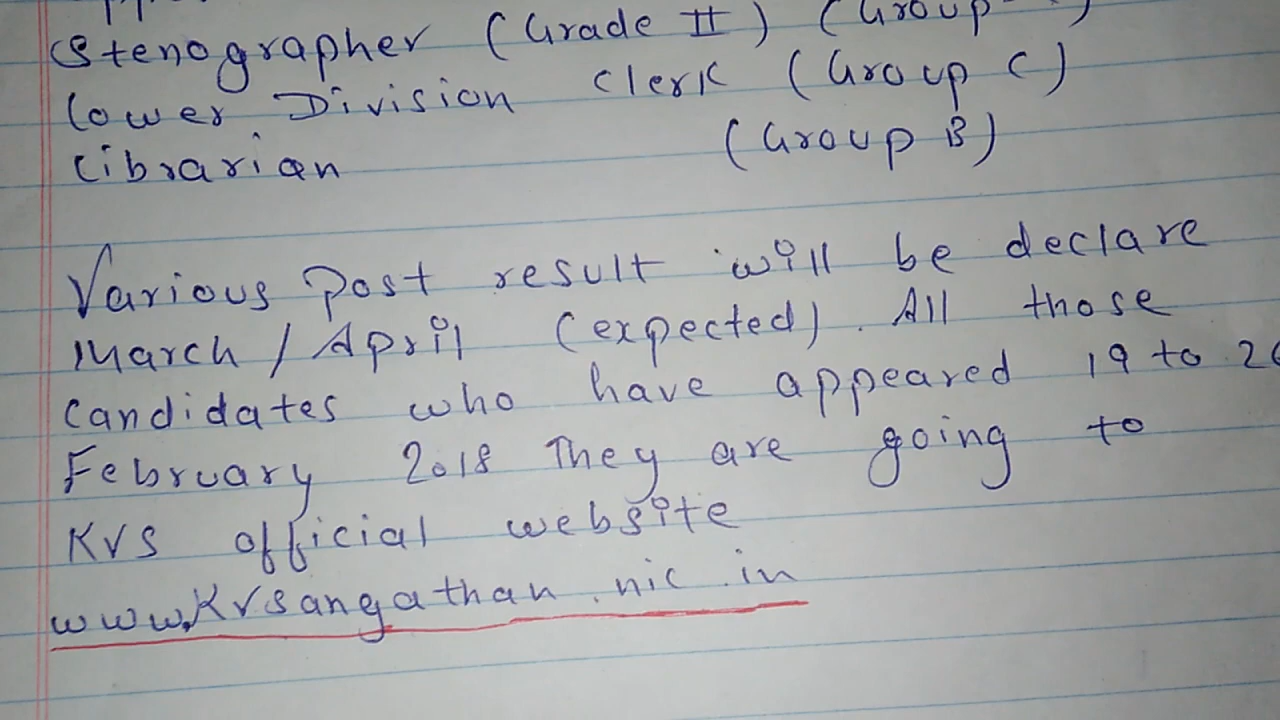 Stenographer (Grade II) (Group
Lower Division Clerk (Group C)
Librarian (Group B)
Various Post result will be declare
March / April (expected). All those
candidates who have appeared 19 to
February 2018 They are going to
KVS official website
www.Kvsangathan.nic.in